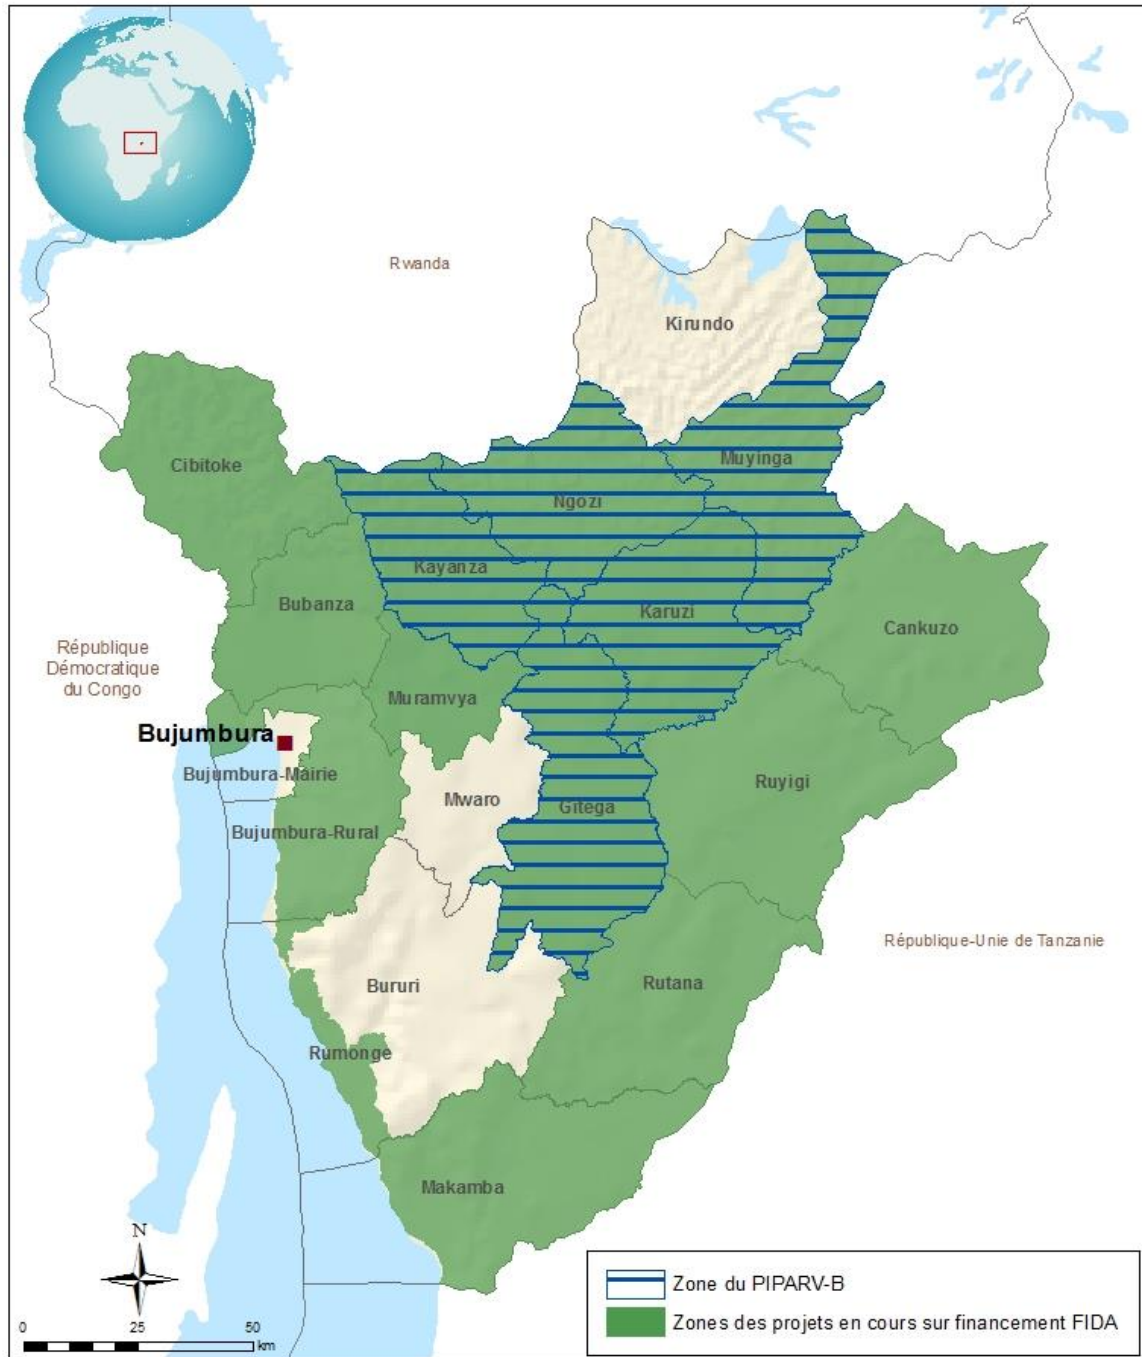 Rwanda
Kirundo
Cibitoke
Muyinga
Ngozi
Kayanza
Bubanza
Karuzi
Cankuzo
République
Démocratique
du Congo
Muramvya
Bujumbura
Bujumbura-Mairie
Ruyigi
Mwaro
Gitega
Bujumbura-Rural
République-Unie de Tanzanie
Bururi
Rutana
Rumonge
Makamba
N
0 25 50
km
Zone du PIPARV-B
Zones des projets en cours sur financement FIDA